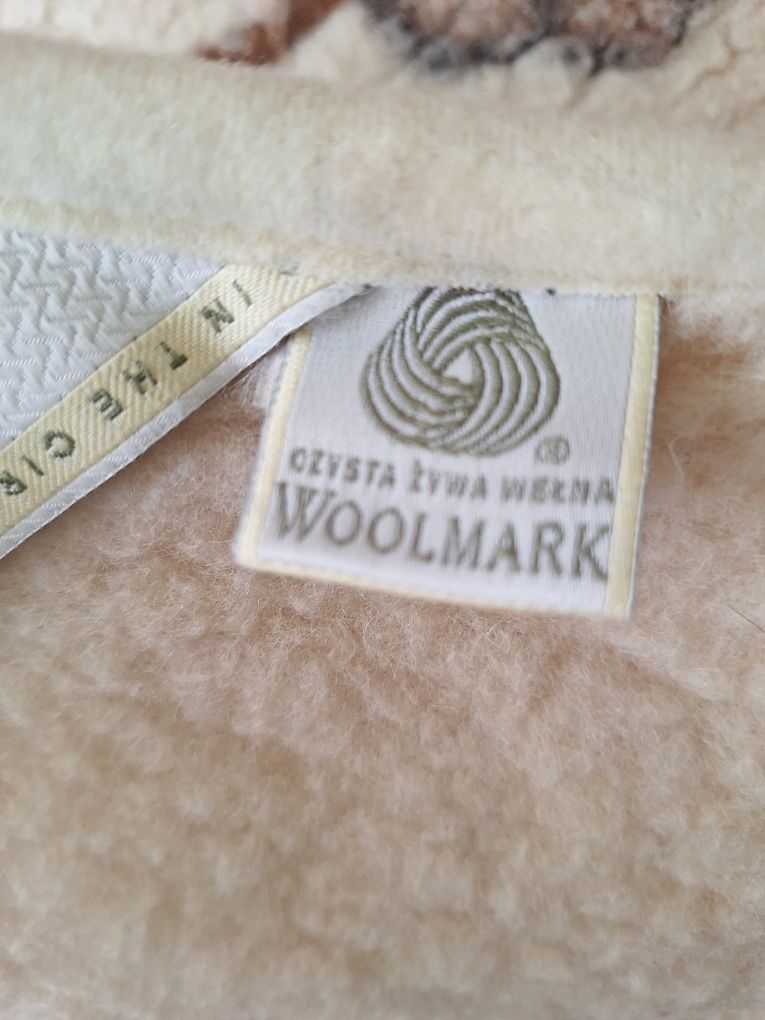 IN THE
®
CZYSTA ŻYWA WEŁNA
WOOLMARK